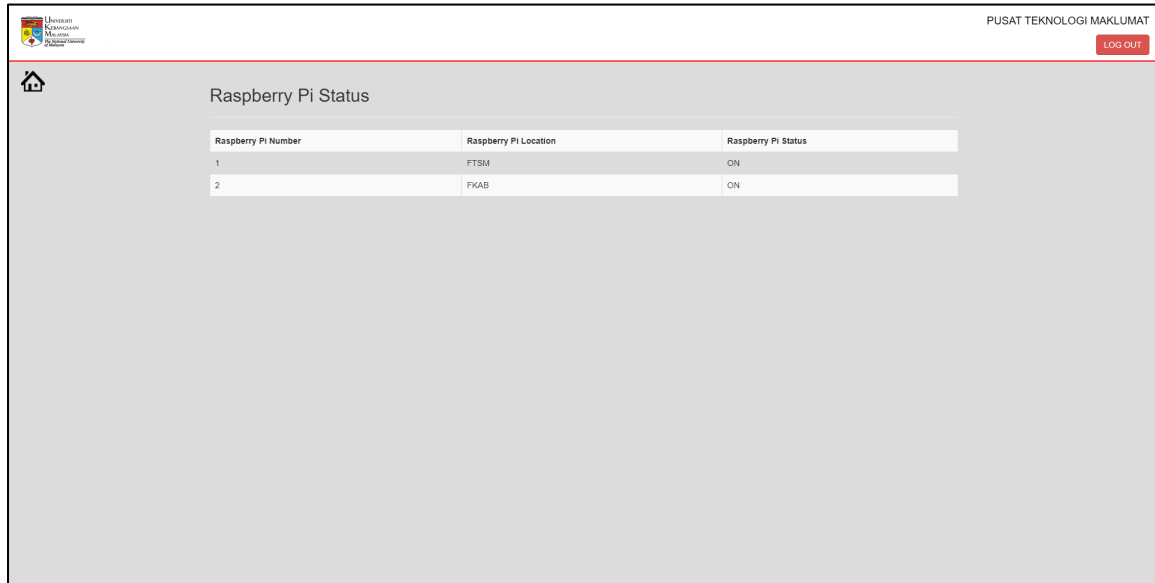 UNIVERSITI
KEBANGSAAN
MALAYSIA
The National University
of Malaysia
PUSAT TEKNOLOGI MAKLUMAT
LOG OUT
Raspberry Pi Status
Raspberry Pi Number Raspberry Pi Location Raspberry Pi Status
1 FTSM ON
2 FKAB ON